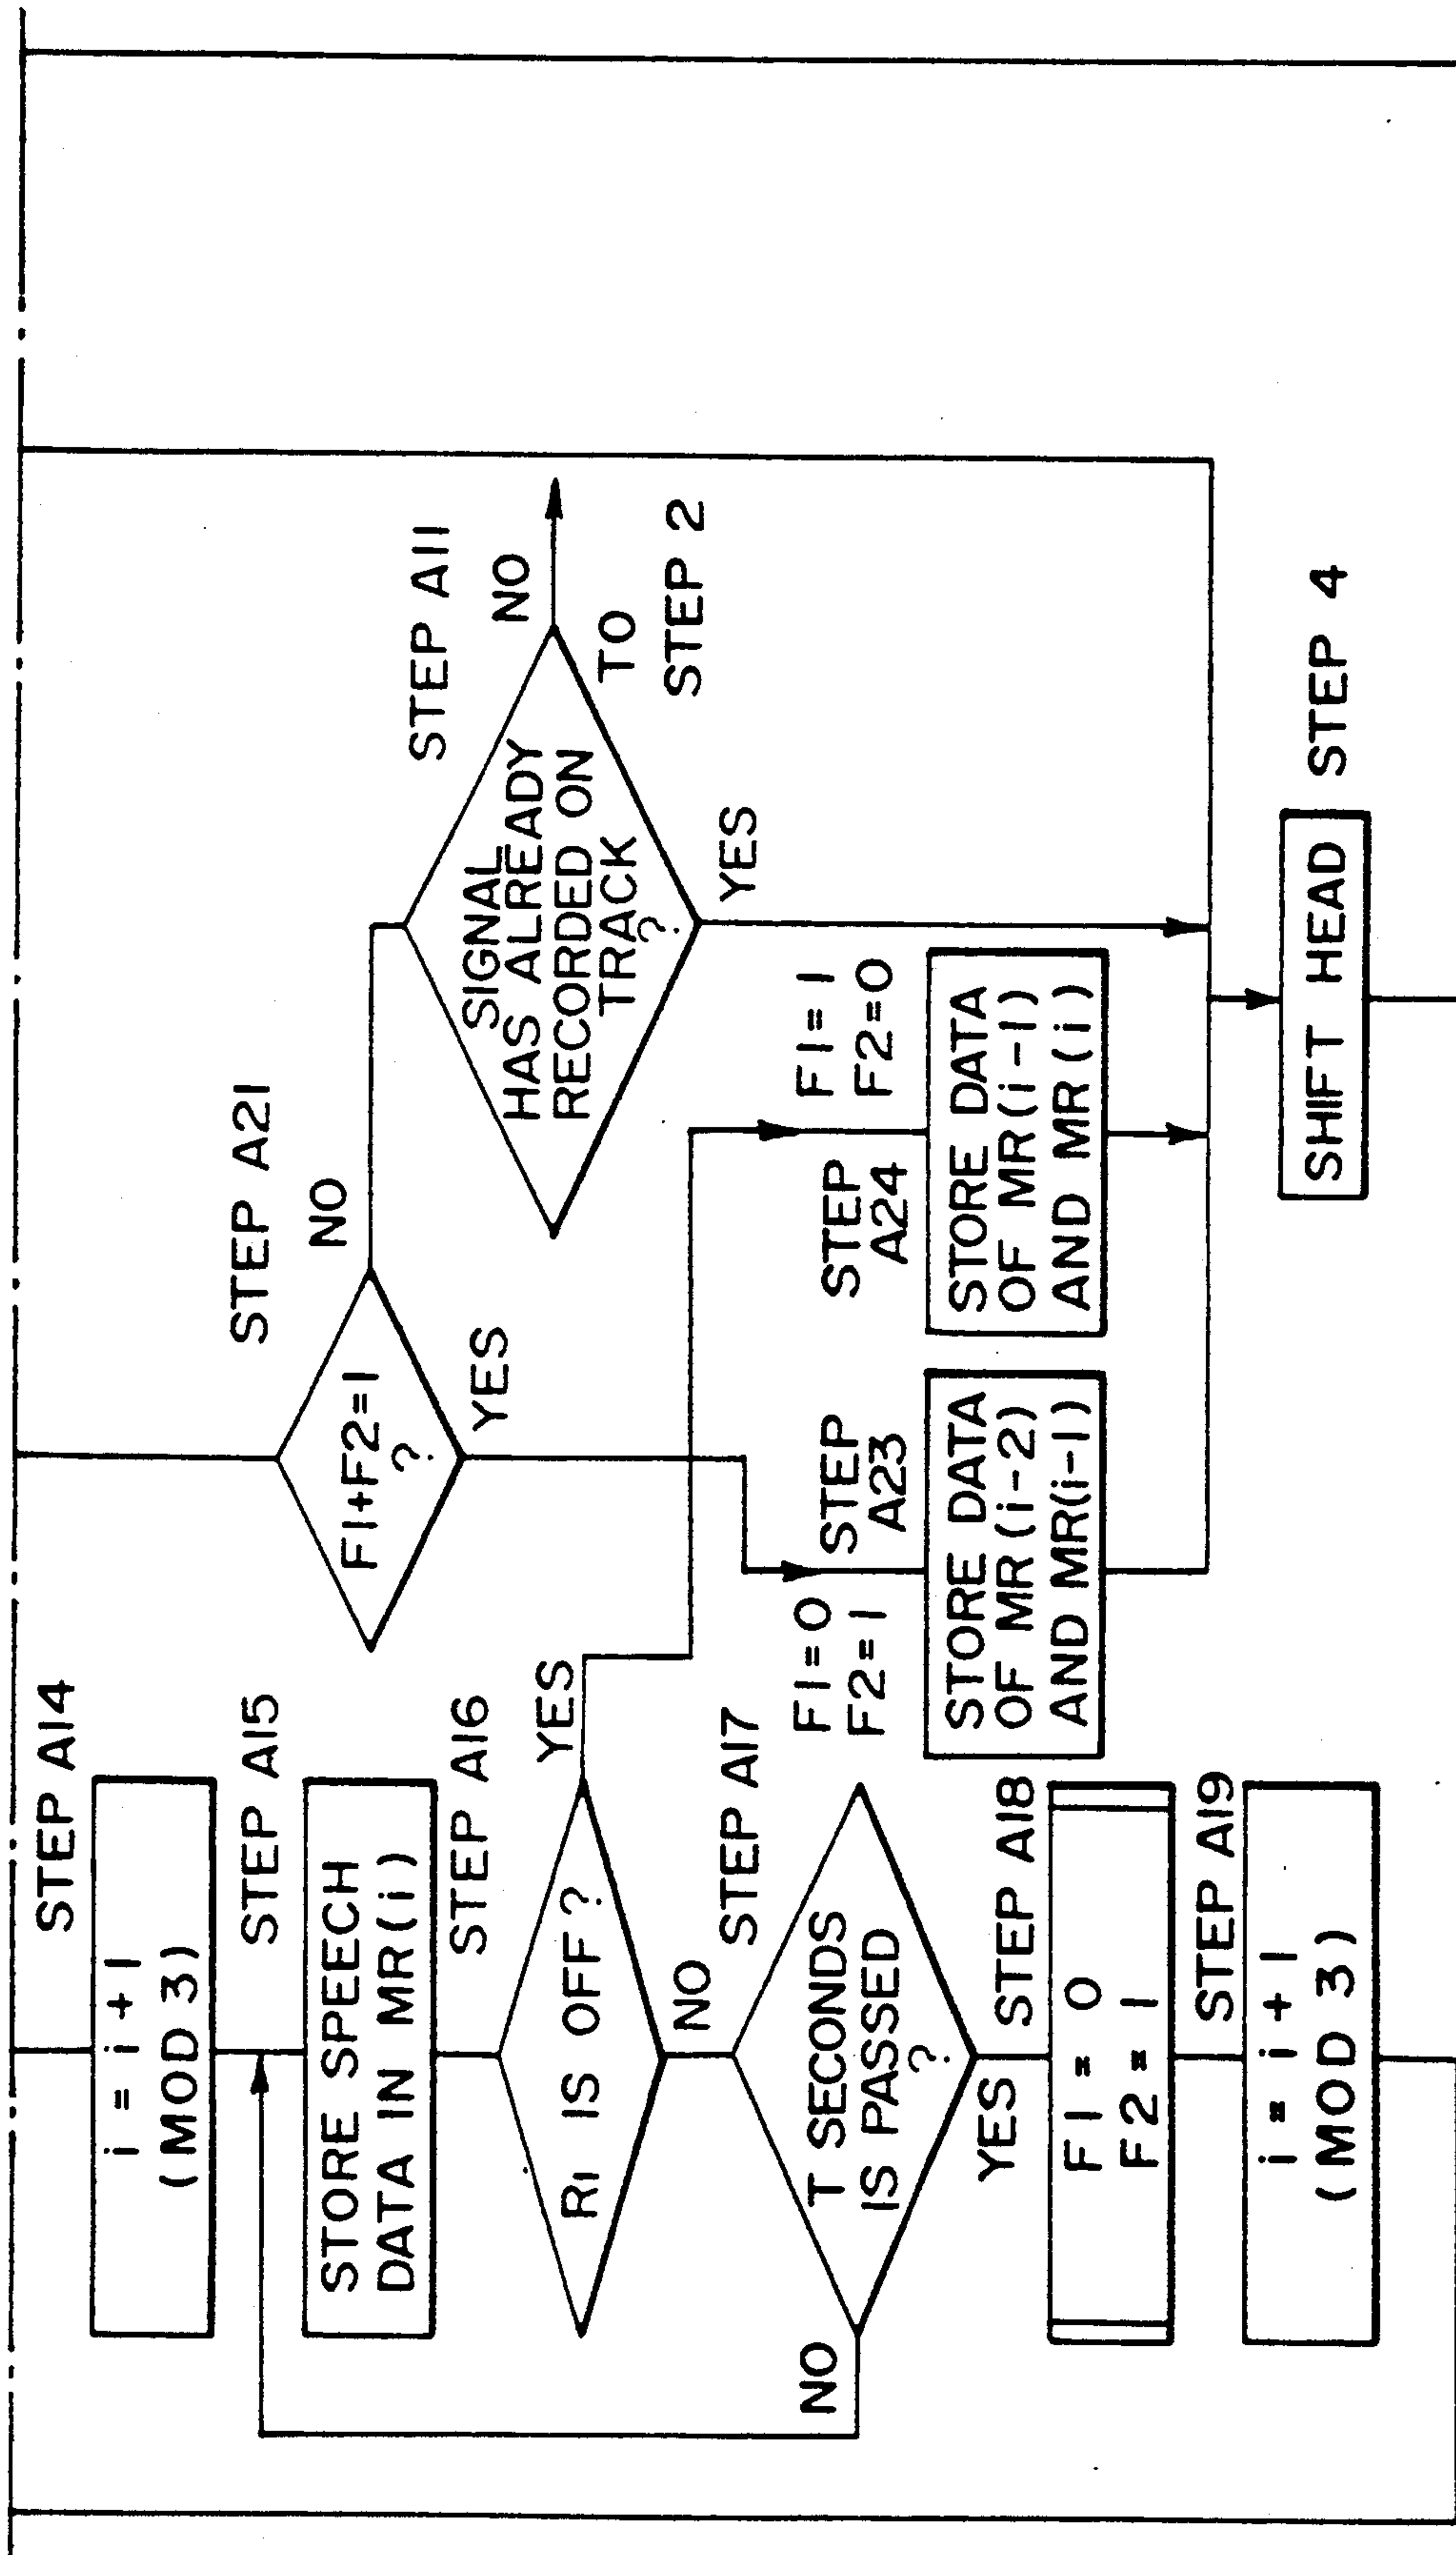 STEP A14
i = i + 1
(MOD 3)
STEP A15
STORE SPEECH
DATA IN MR(i)
STEP A16
R1 IS OFF ?
YES
NO
STEP A17
T SECONDS
IS PASSED
?
NO
YES
STEP A18
F1 = 0
F2 = 1
STEP A19
i = i + 1
(MOD 3)
STEP A21
F1+F2=1
?
NO
YES
F1=0
F2=1
STEP
A23
STORE DATA
OF MR(i-2)
AND MR(i-1)
STEP
A24
F1=1
F2=0
STORE DATA
OF MR(i-1)
AND MR(i)
STEP A11
SIGNAL
HAS ALREADY
RECORDED ON
TRACK
?
NO
TO
STEP 2
YES
SHIFT HEAD
STEP 4